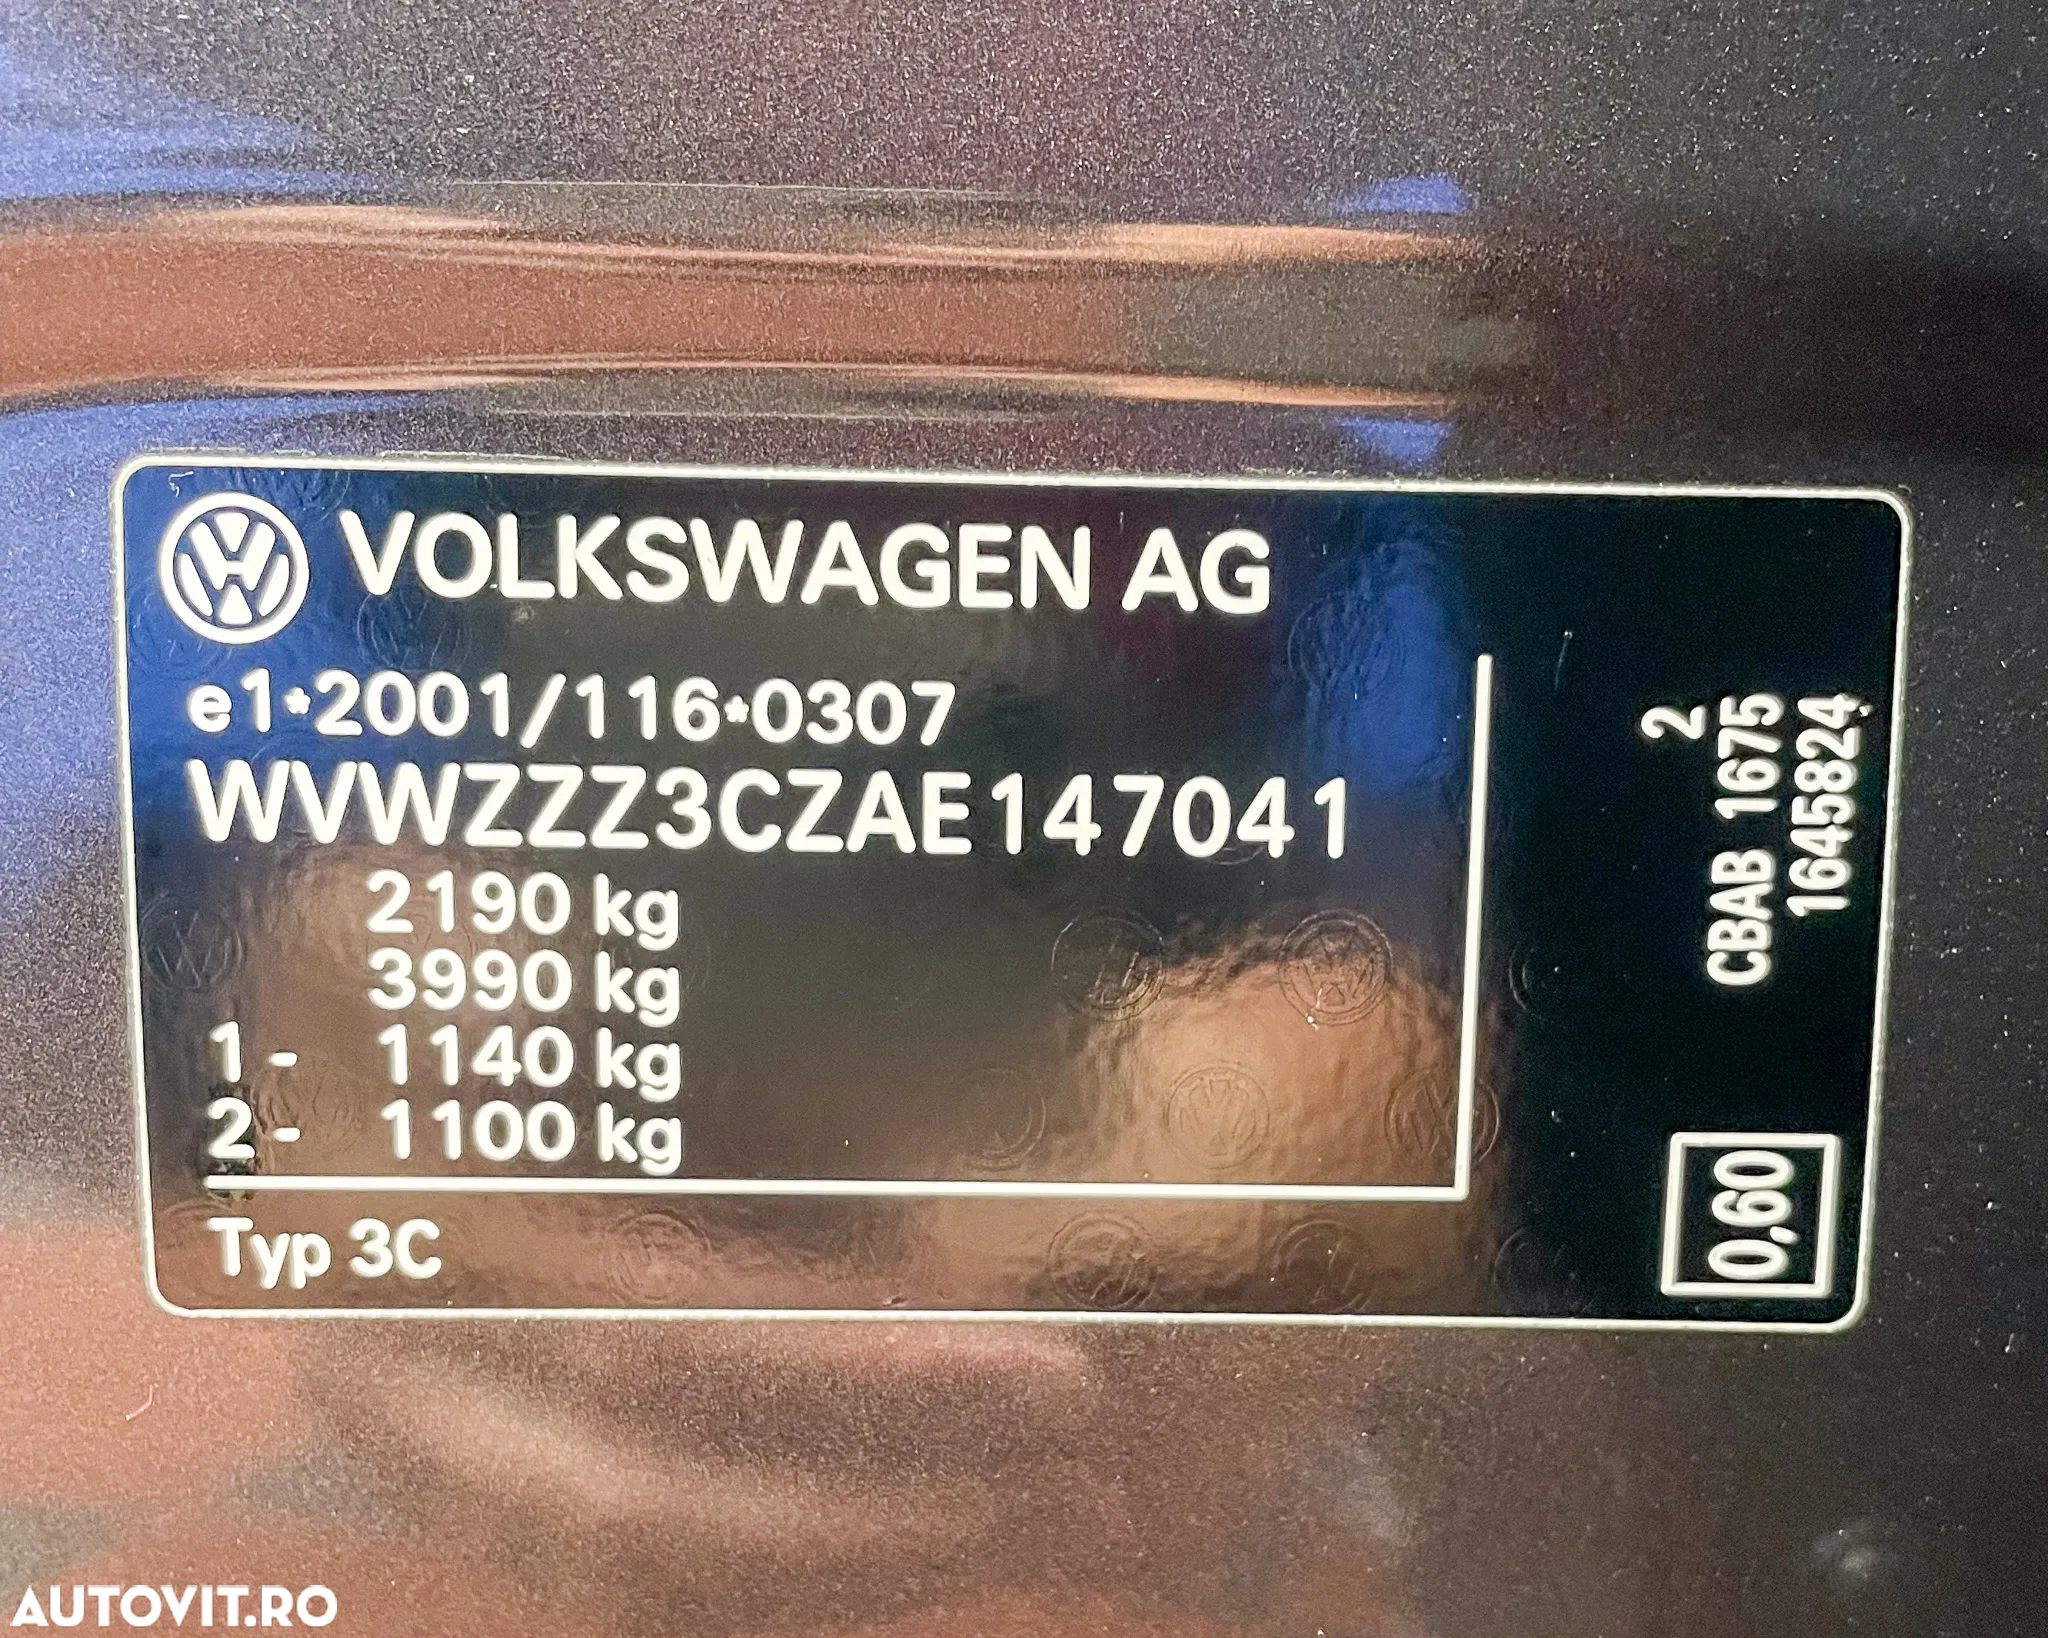 VOLKSWAGEN AG
e1*2001/116*0307
WVWZZZ3CZAE147041
2190 kg
3990 kg
1 - 1140 kg
2 - 1100 kg
Typ 3C
2
CBAB 1675
1645824
0,60
AUTOVIT.RO